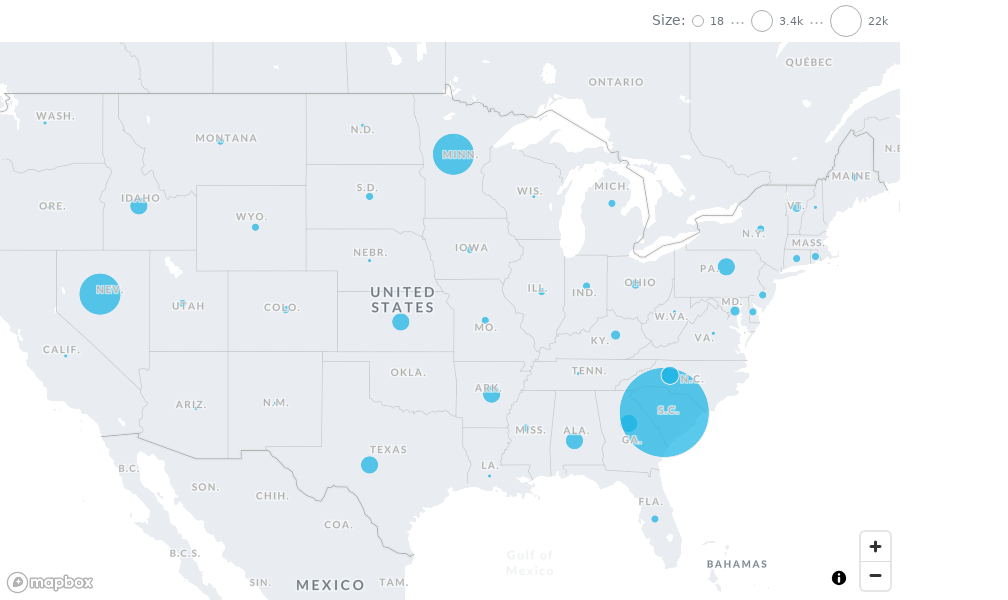 Size: 18 ... 3.4k ... 22k
QUÉBEC
ONTARIO
WASH.
MONTANA
N.D.
MINN.
N.B
MAINE
IDAHO
S.D.
WIS.
MICH.
VT.
ORE.
WYO.
N.Y.
MASS.
NEBR.
IOWA
PA.
NEV.
UNITED
STATES
ILL.
IND.
OHIO
UTAH
COLO.
MD.
MO.
W.VA.
KY.
VA.
CALIF.
OKLA.
TENN.
N.C.
ARK.
ARIZ.
N.M.
S.C.
MISS.
ALA.
GA.
TEXAS
LA.
B.C.
SON.
CHIH.
FLA.
COA.
B.C.S.
Gulf of
Mexico
BAHAMAS
SIN.
MEXICO
TAM.
mapbox